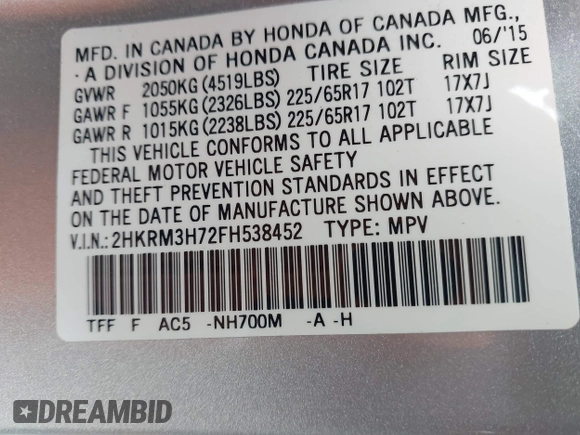 MFD. IN CANADA BY HONDA OF CANADA MFG.,
· A DIVISION OF HONDA CANADA INC. 06/'15
GVWR 2050KG (4519LBS) TIRE SIZE RIM SIZE
GAWR F 1055KG (2326LBS) 225/65R17 102T 17X7J
GAWR R 1015KG (2238LBS) 225/65R17 102T 17X7J
THIS VEHICLE CONFORMS TO ALL APPLICABLE
FEDERAL MOTOR VEHICLE SAFETY
AND THEFT PREVENTION STANDARDS IN EFFECT
ON THE DATE OF MANUFACTURE SHOWN ABOVE.
V.I.N.: 2HKRM3H72FH538452 TYPE: MPV
TFF F AC5 -NH700M -A -H
DREAMBID